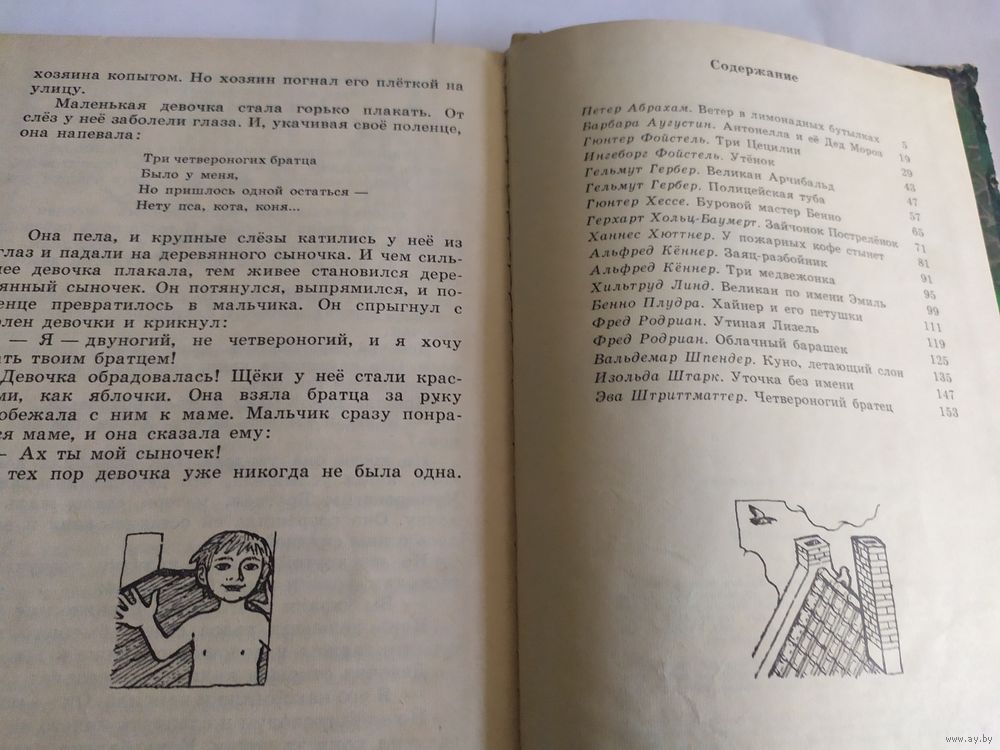 хозяина копытом. Но хозяин погнал его плёткой на
улицу.
Маленькая девочка стала горько плакать. От
слёз у неё заболели глаза. И, укачивая своё поленце,
она напевала:
Три четвероногих братца
Было у меня,
Но пришлось одной остаться —
Нету пса, кота, коня...
Она пела, и крупные слёзы катились у неё из
глаз и падали на деревянного сыночка. И чем силь-
нее девочка плакала, тем живее становился дере-
янный сыночек. Он потянулся, выпрямился, и по-
енце превратилось в мальчика. Он спрыгнул с
олен девочки и крикнул:
— Я — двуногий, не четвероногий, и я хочу
ать твоим братцем!
Девочка обрадовалась! Щёки у неё стали крас-
ми, как яблочки. Она взяла братца за руку
обежала с ним к маме. Мальчик сразу понра-
ся маме, и она сказала ему:
— Ах ты мой сыночек!
тех пор девочка уже никогда не была одна.
Содержание
Петер Абрахам. Ветер в лимонадных бутылках 5
Барбара Аугустин. Антонелла и её Дед Мороз 19
Гюнтер Фойстель. Три Цецилии 29
Ингеборг Фойстель. Утёнок 43
Гельмут Гербер. Великан Арчибальд 47
Гельмут Гербер. Полицейская туба 57
Гюнтер Хессе. Буровой мастер Бенно 65
Герхарт Хольц-Баумерт. Зайчонок Пострелёнок 71
Ханнес Хюттнер. У пожарных кофе стынет 81
Альфред Кённер. Заяц-разбойник 91
Альфред Кённер. Три медвежонка 95
Хильтруд Линд. Великан по имени Эмиль 99
Бенно Плудра. Хайнер и его петушки 111
Фред Родриан. Утиная Лизель 119
Фред Родриан. Облачный барашек 125
Вальдемар Шпендер. Куно, летающий слон 135
Изольда Штарк. Уточка без имени 147
Эва Штриттматтер. Четвероногий братец 153
www.ay.by